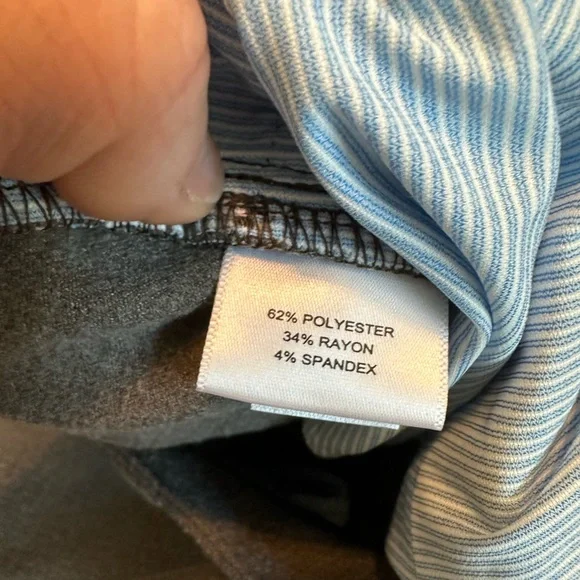 62% POLYESTER
34% RAYON
4% SPANDEX